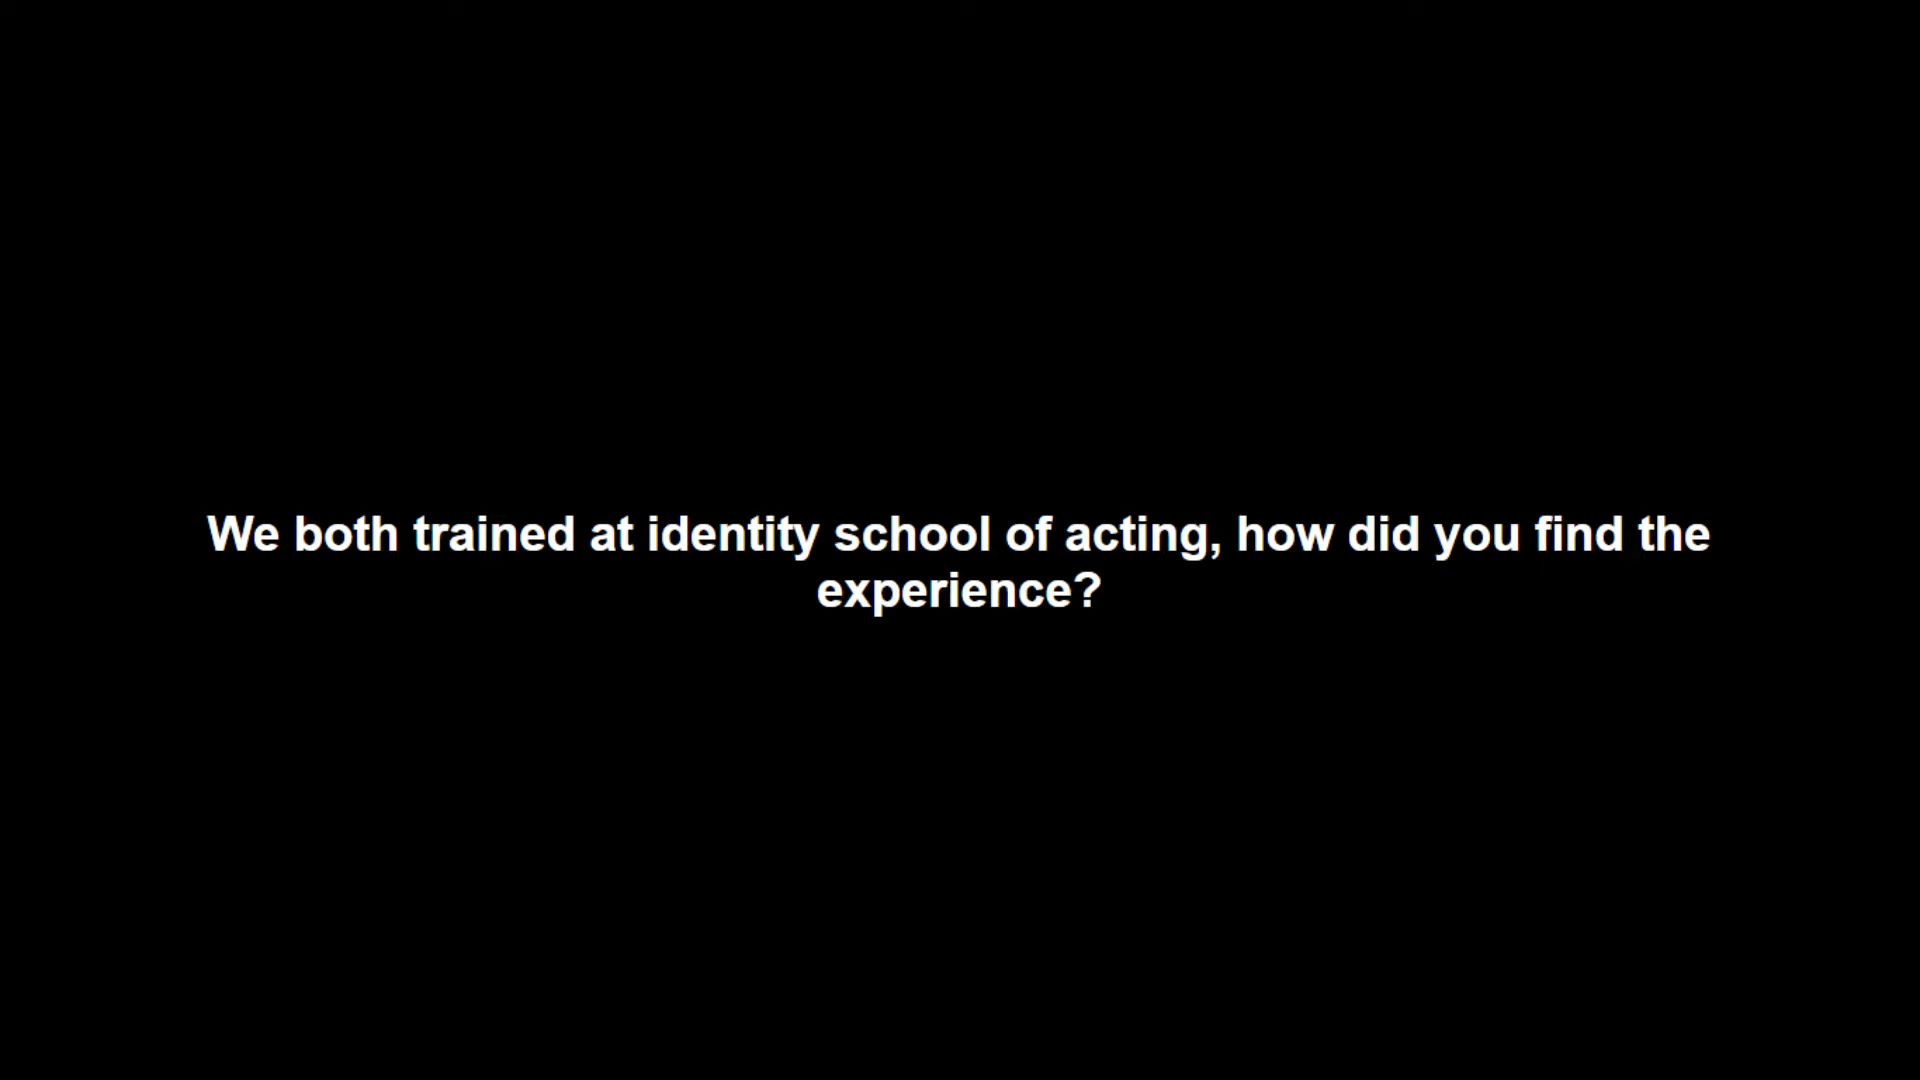 We both trained at identity school of acting, how did you find the
experience?